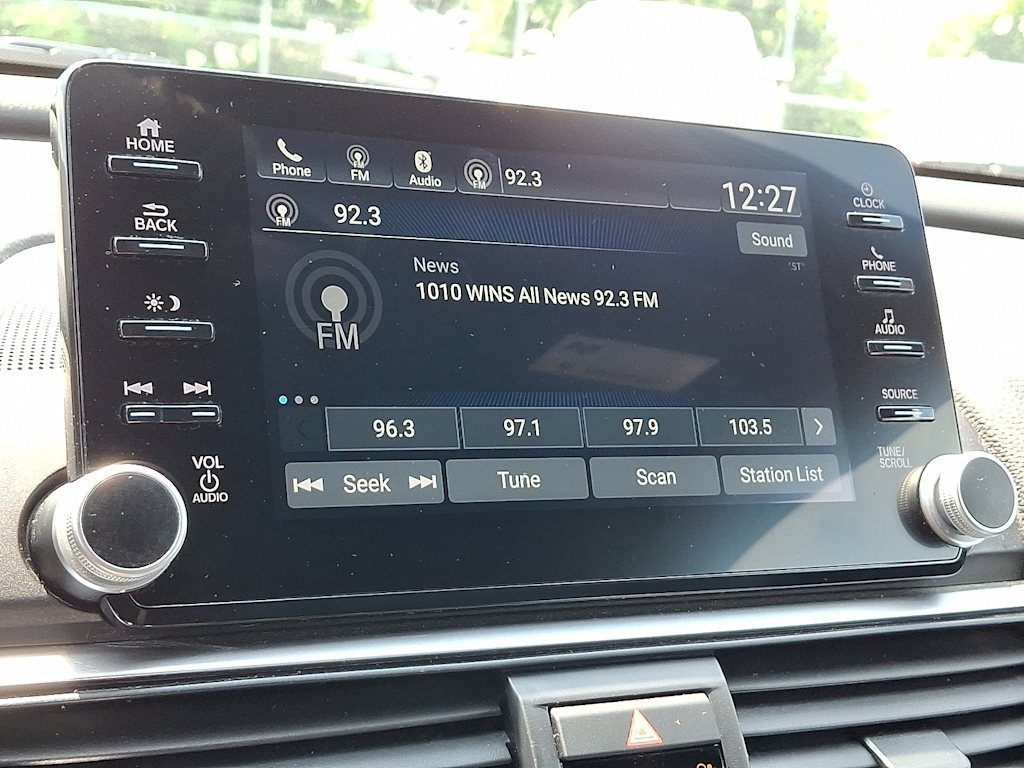 HOME
BACK
VOL
AUDIO
Phone
FM
Audio
FM
92.3
12:27
FM
92.3
Sound
FM
News
1010 WINS All News 92.3 FM
ST
96.3
97.1
97.9
103.5
Seek
Tune
Scan
Station List
CLOCK
PHONE
AUDIO
SOURCE
TUNE/
SCROLL